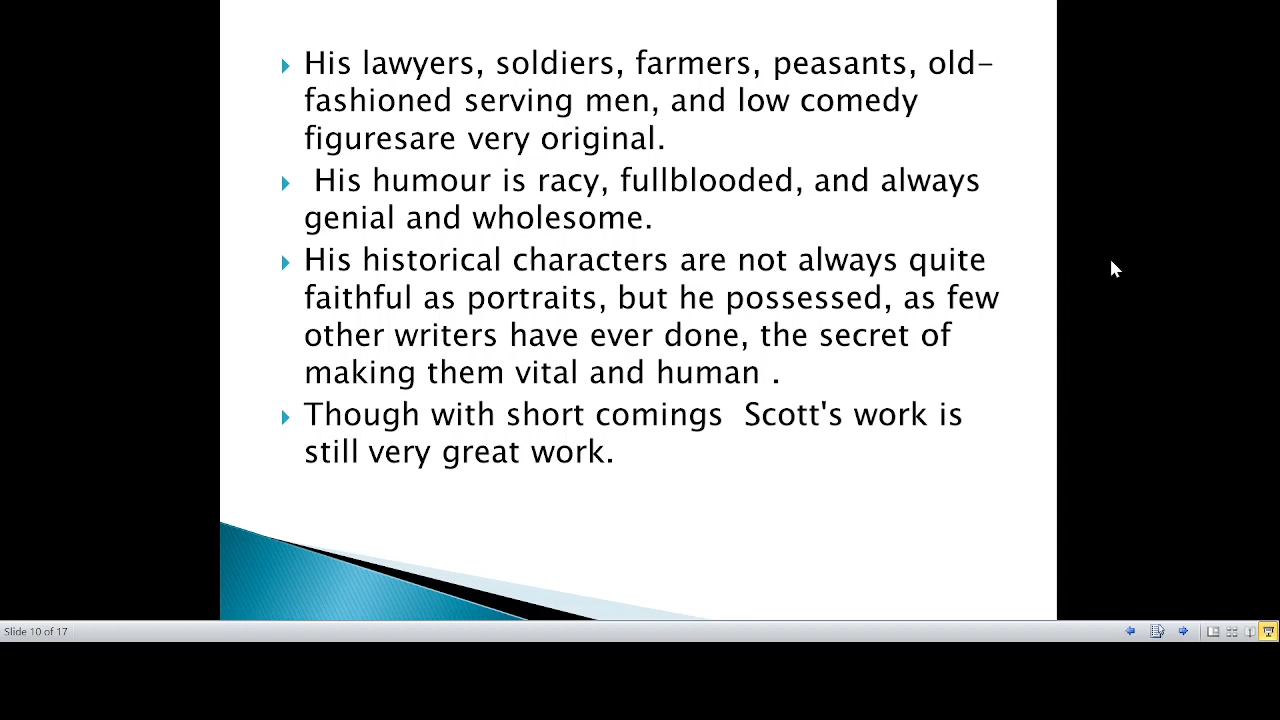 His lawyers, soldiers, farmers, peasants, old-
fashioned serving men, and low comedy
figuresare very original.
His humour is racy, fullblooded, and always
genial and wholesome.
His historical characters are not always quite
faithful as portraits, but he possessed, as few
other writers have ever done, the secret of
making them vital and human .
Though with short comings  Scott's work is
still very great work.
Slide 10 of 17